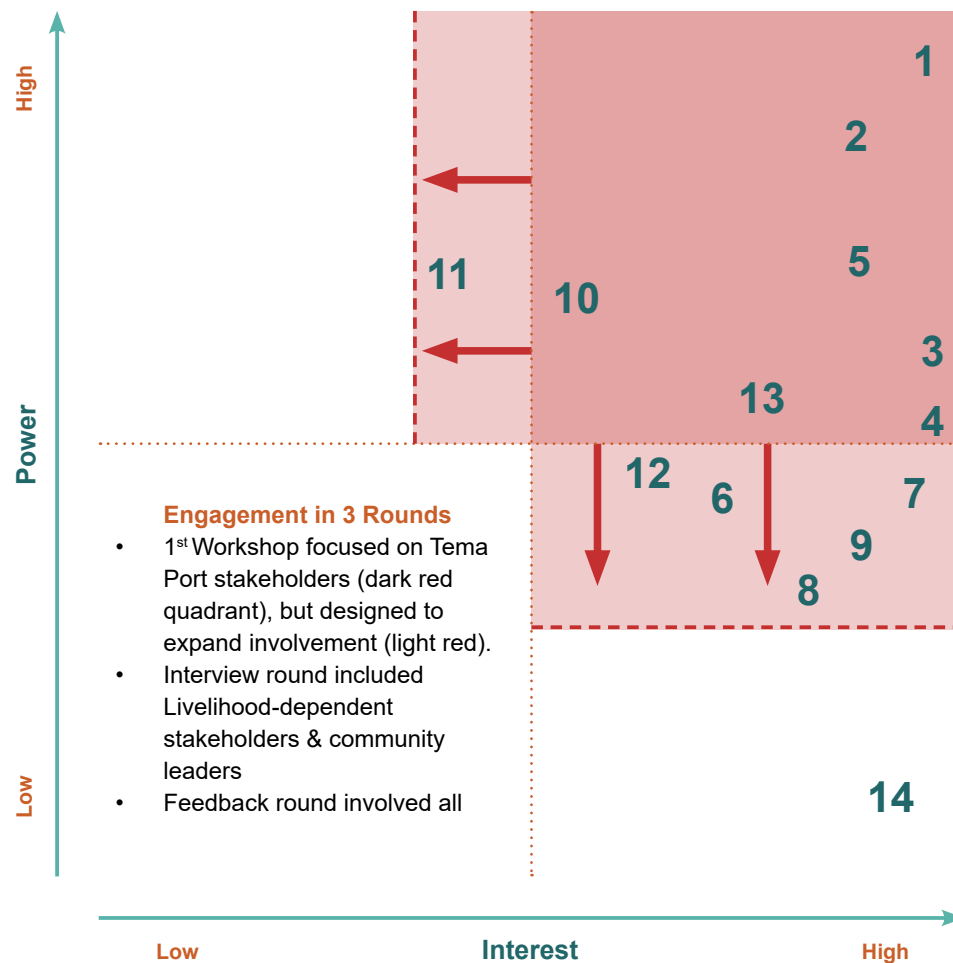 High
1
2
5
11
10
3
13
4
Power
12
6
7
9
8
Engagement in 3 Rounds
• 1st Workshop focused on Tema
Port stakeholders (dark red
quadrant), but designed to
expand involvement (light red).
• Interview round included
Livelihood-dependent
stakeholders & community
leaders
• Feedback round involved all
Low
14
Low
Interest
High